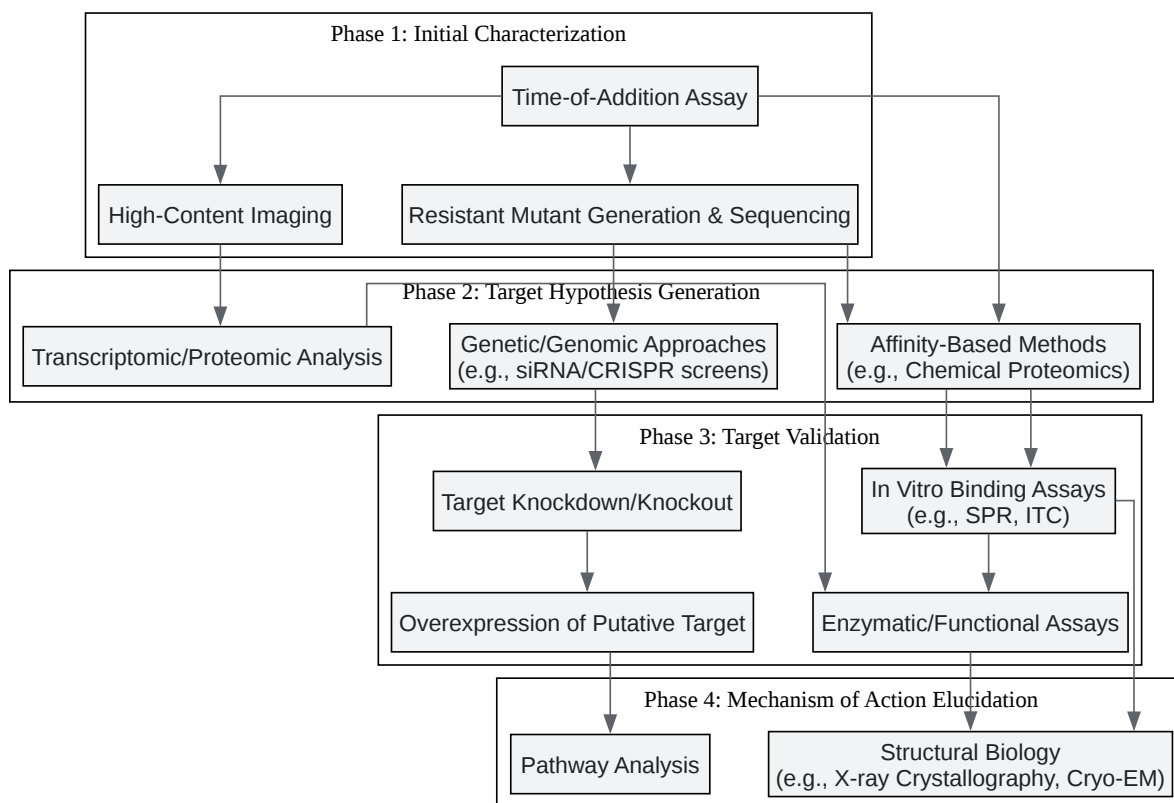 Phase 1: Initial Characterization
Time-of-Addition Assay
High-Content Imaging
Resistant Mutant Generation & Sequencing
Phase 2: Target Hypothesis Generation
Transcriptomic/Proteomic Analysis
Genetic/Genomic Approaches
(e.g., siRNA/CRISPR screens)
Affinity-Based Methods
(e.g., Chemical Proteomics)
Phase 3: Target Validation
Target Knockdown/Knockout
In Vitro Binding Assays
(e.g., SPR, ITC)
Overexpression of Putative Target
Enzymatic/Functional Assays
Phase 4: Mechanism of Action Elucidation
Pathway Analysis
Structural Biology
(e.g., X-ray Crystallography, Cryo-EM)